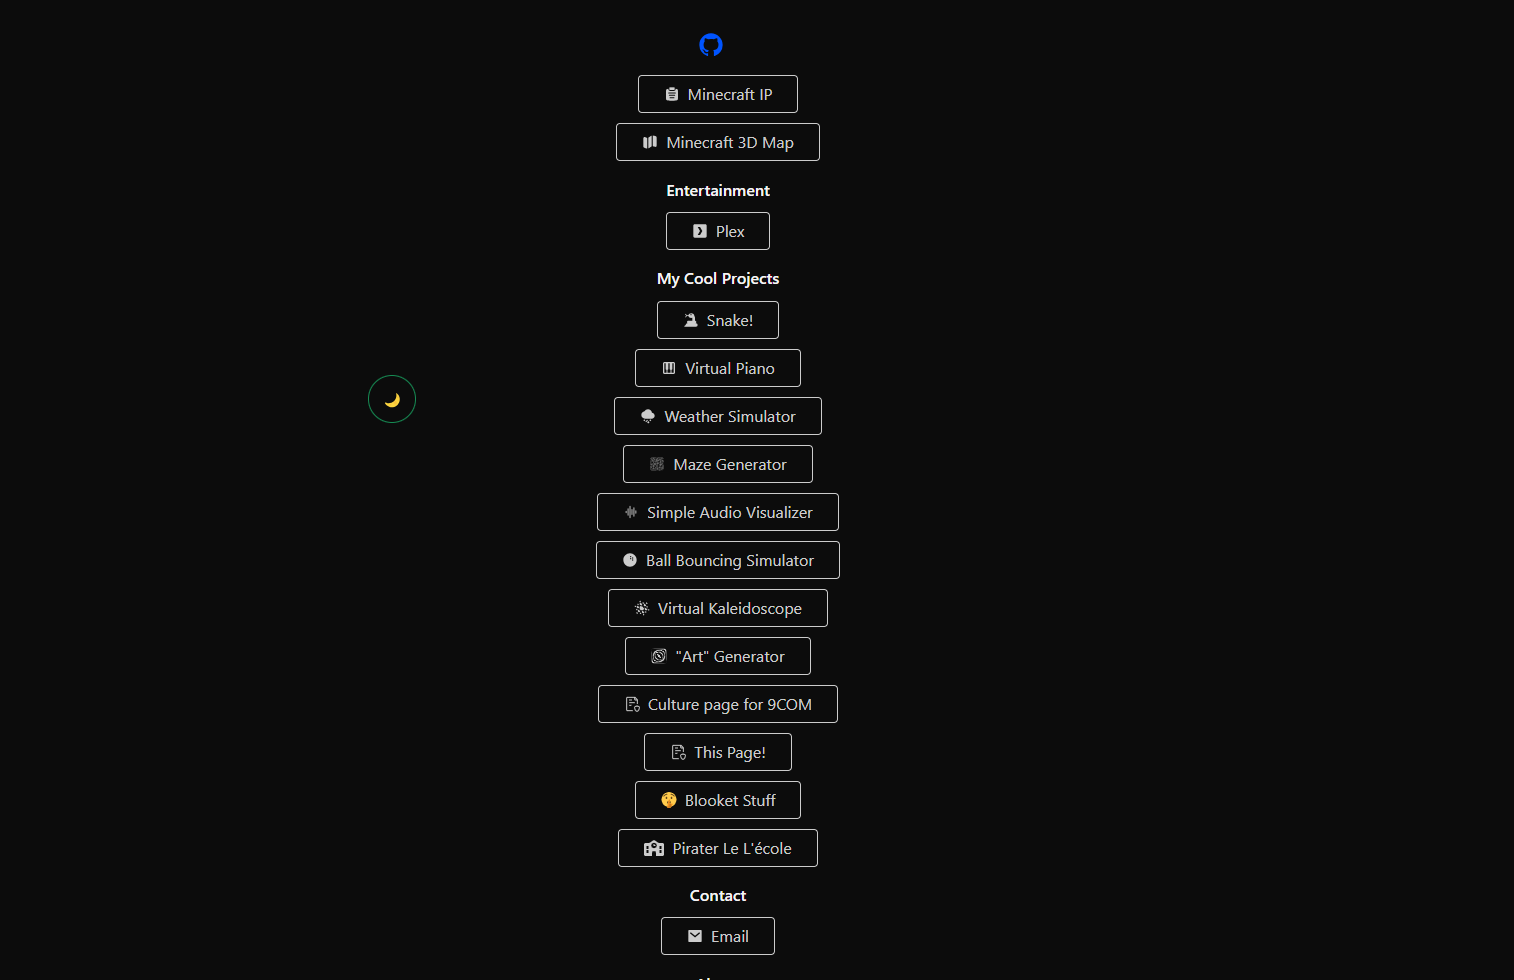 Minecraft IP
Minecraft 3D Map
Entertainment
Plex
My Cool Projects
Snake!
Virtual Piano
Weather Simulator
Maze Generator
Simple Audio Visualizer
Ball Bouncing Simulator
Virtual Kaleidoscope
"Art" Generator
Culture page for 9COM
This Page!
Blooket Stuff
Pirater Le L'école
Contact
Email